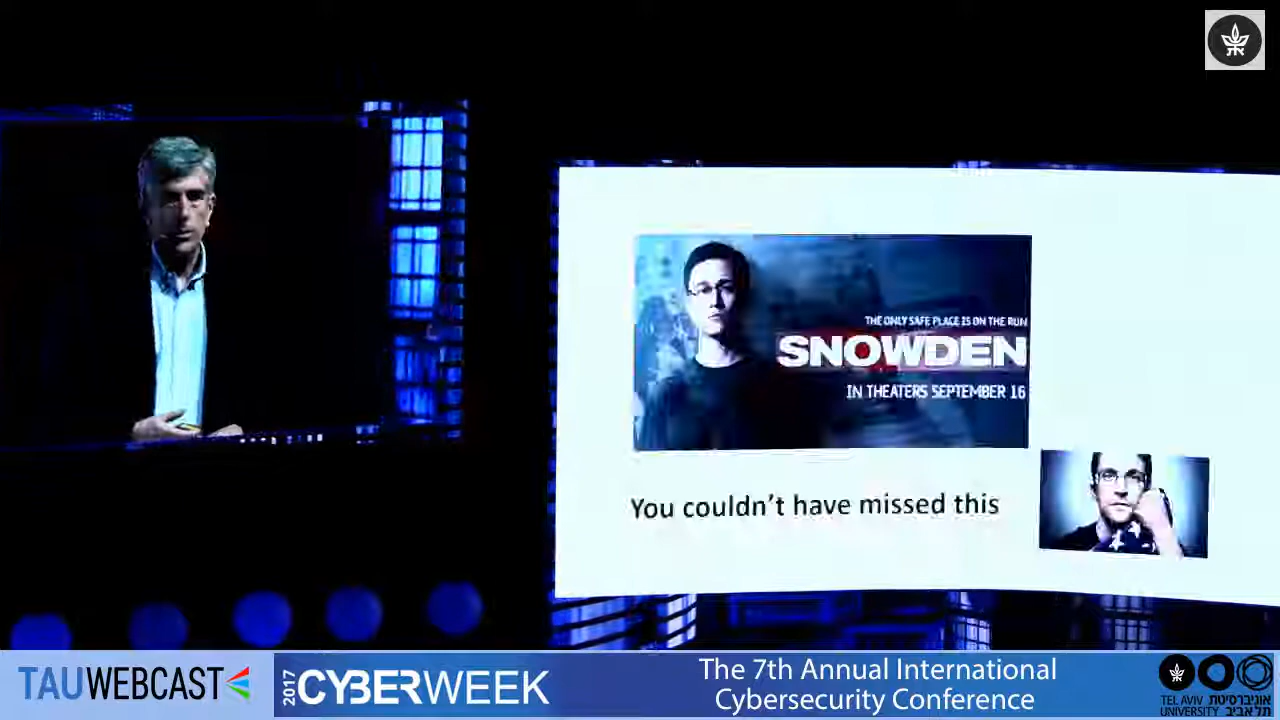 THE ONLY SAFE PLACE IS ON THE RUN
SNOWDEN
IN THEATERS SEPTEMBER 16
You couldn't have missed this
TAUWEBCAST
2017 CYBERWEEK
The 7th Annual International
Cybersecurity Conference
TEL AVIV אוניברסיטת
UNIVERSITY תל אביב